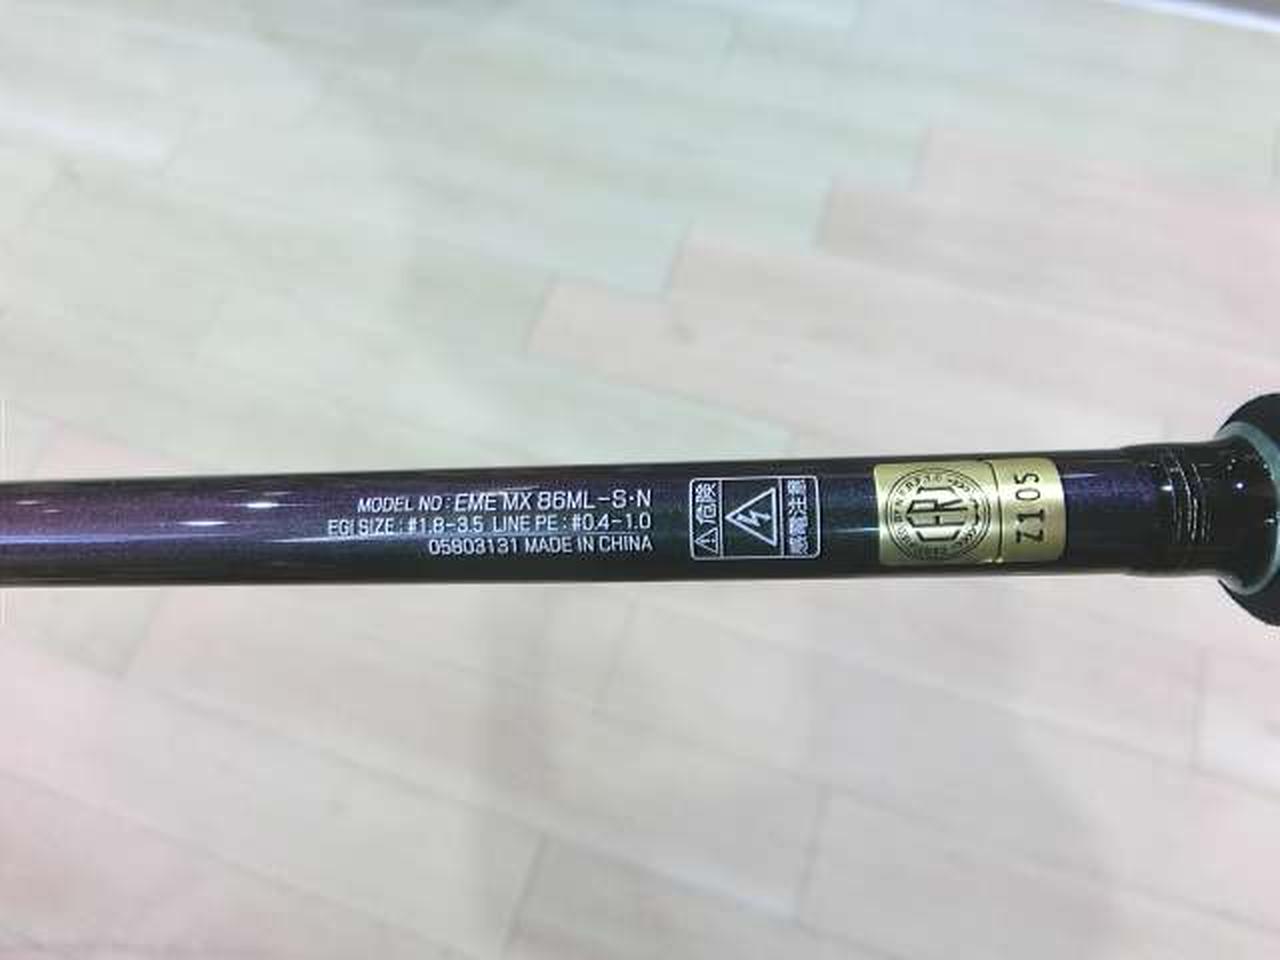 MODEL NO : EME MX 86ML-S・N
EGI SIZE : #1.8-3.5 LINE PE : #0.4-1.0
05803131 MADE IN CHINA
危険
感電注意
Z105